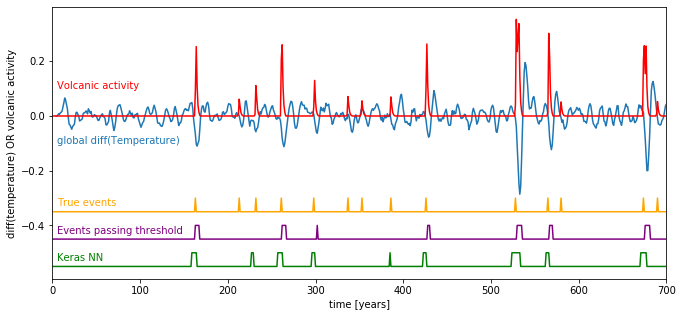 diff(temperature) OR volcanic activity
0.2
0.0
−0.2
−0.4
Volcanic activity
global diff(Temperature)
True events
Events passing threshold
Keras NN
0 100 200 300 400 500 600 700
time [years]